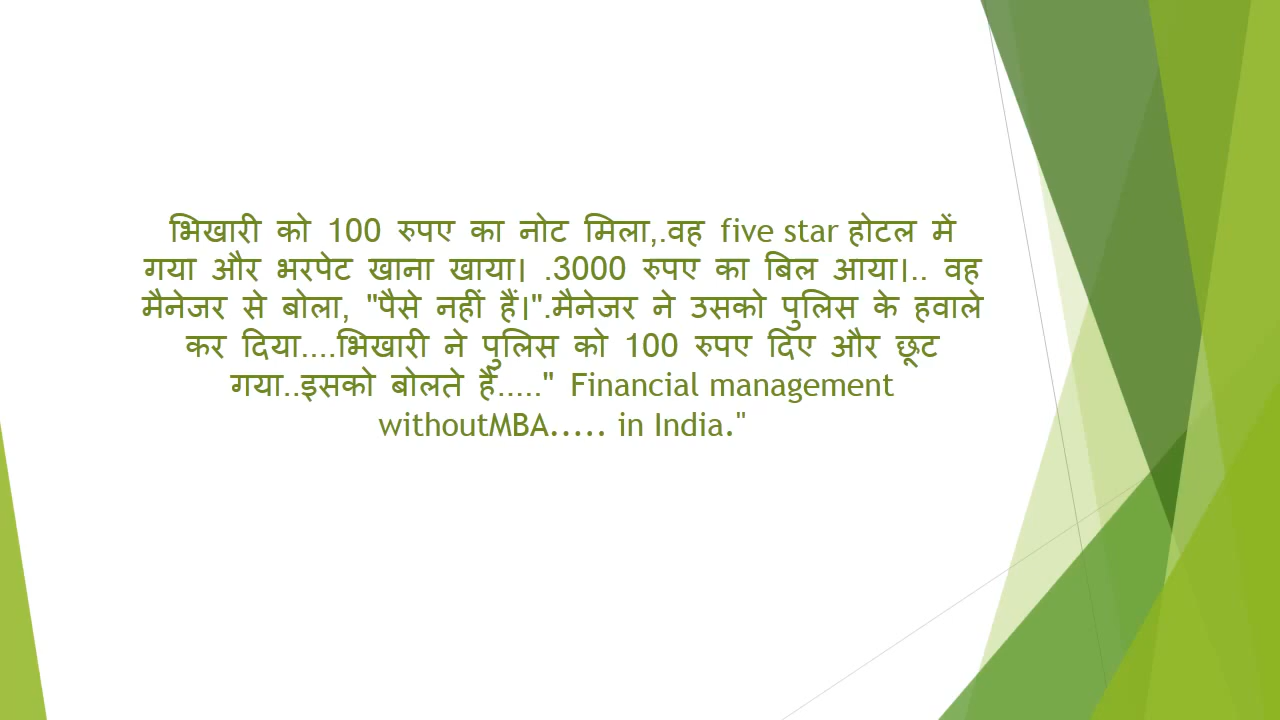 भिखारी को 100 रुपए का नोट मिला,.वह five star होटल में
गया और भरपेट खाना खाया। .3000 रुपए का बिल आया।.. वह
मैनेजर से बोला, "पैसे नहीं हैं।".मैनेजर ने उसको पुलिस के हवाले
कर दिया....भिखारी ने पुलिस को 100 रुपए दिए और छूट
गया..इसको बोलते हैं....." Financial management
withoutMBA..... in India."